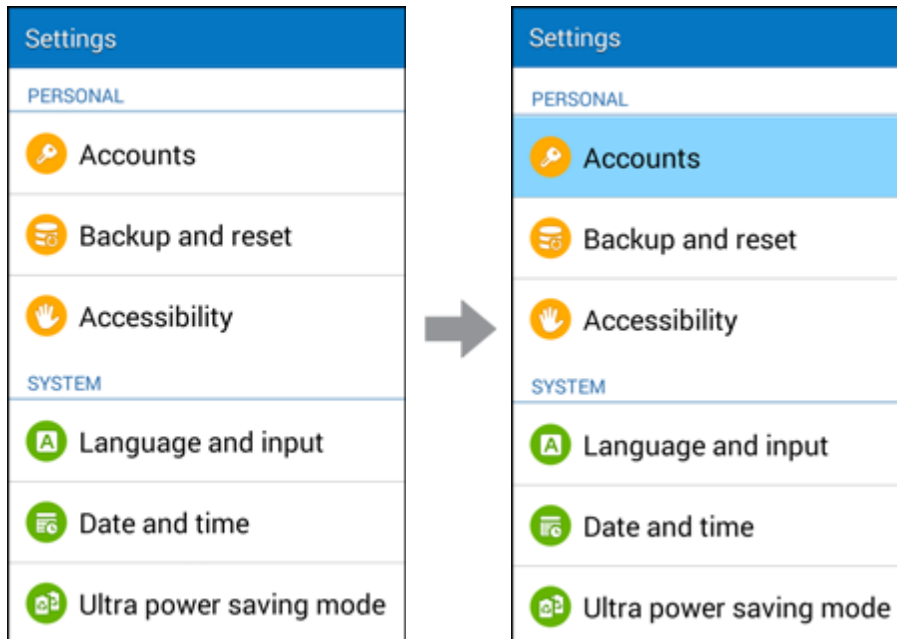 Settings
PERSONAL
Accounts
Backup and reset
Accessibility
SYSTEM
Language and input
Date and time
Ultra power saving mode
Settings
PERSONAL
Accounts
Backup and reset
Accessibility
SYSTEM
Language and input
Date and time
Ultra power saving mode